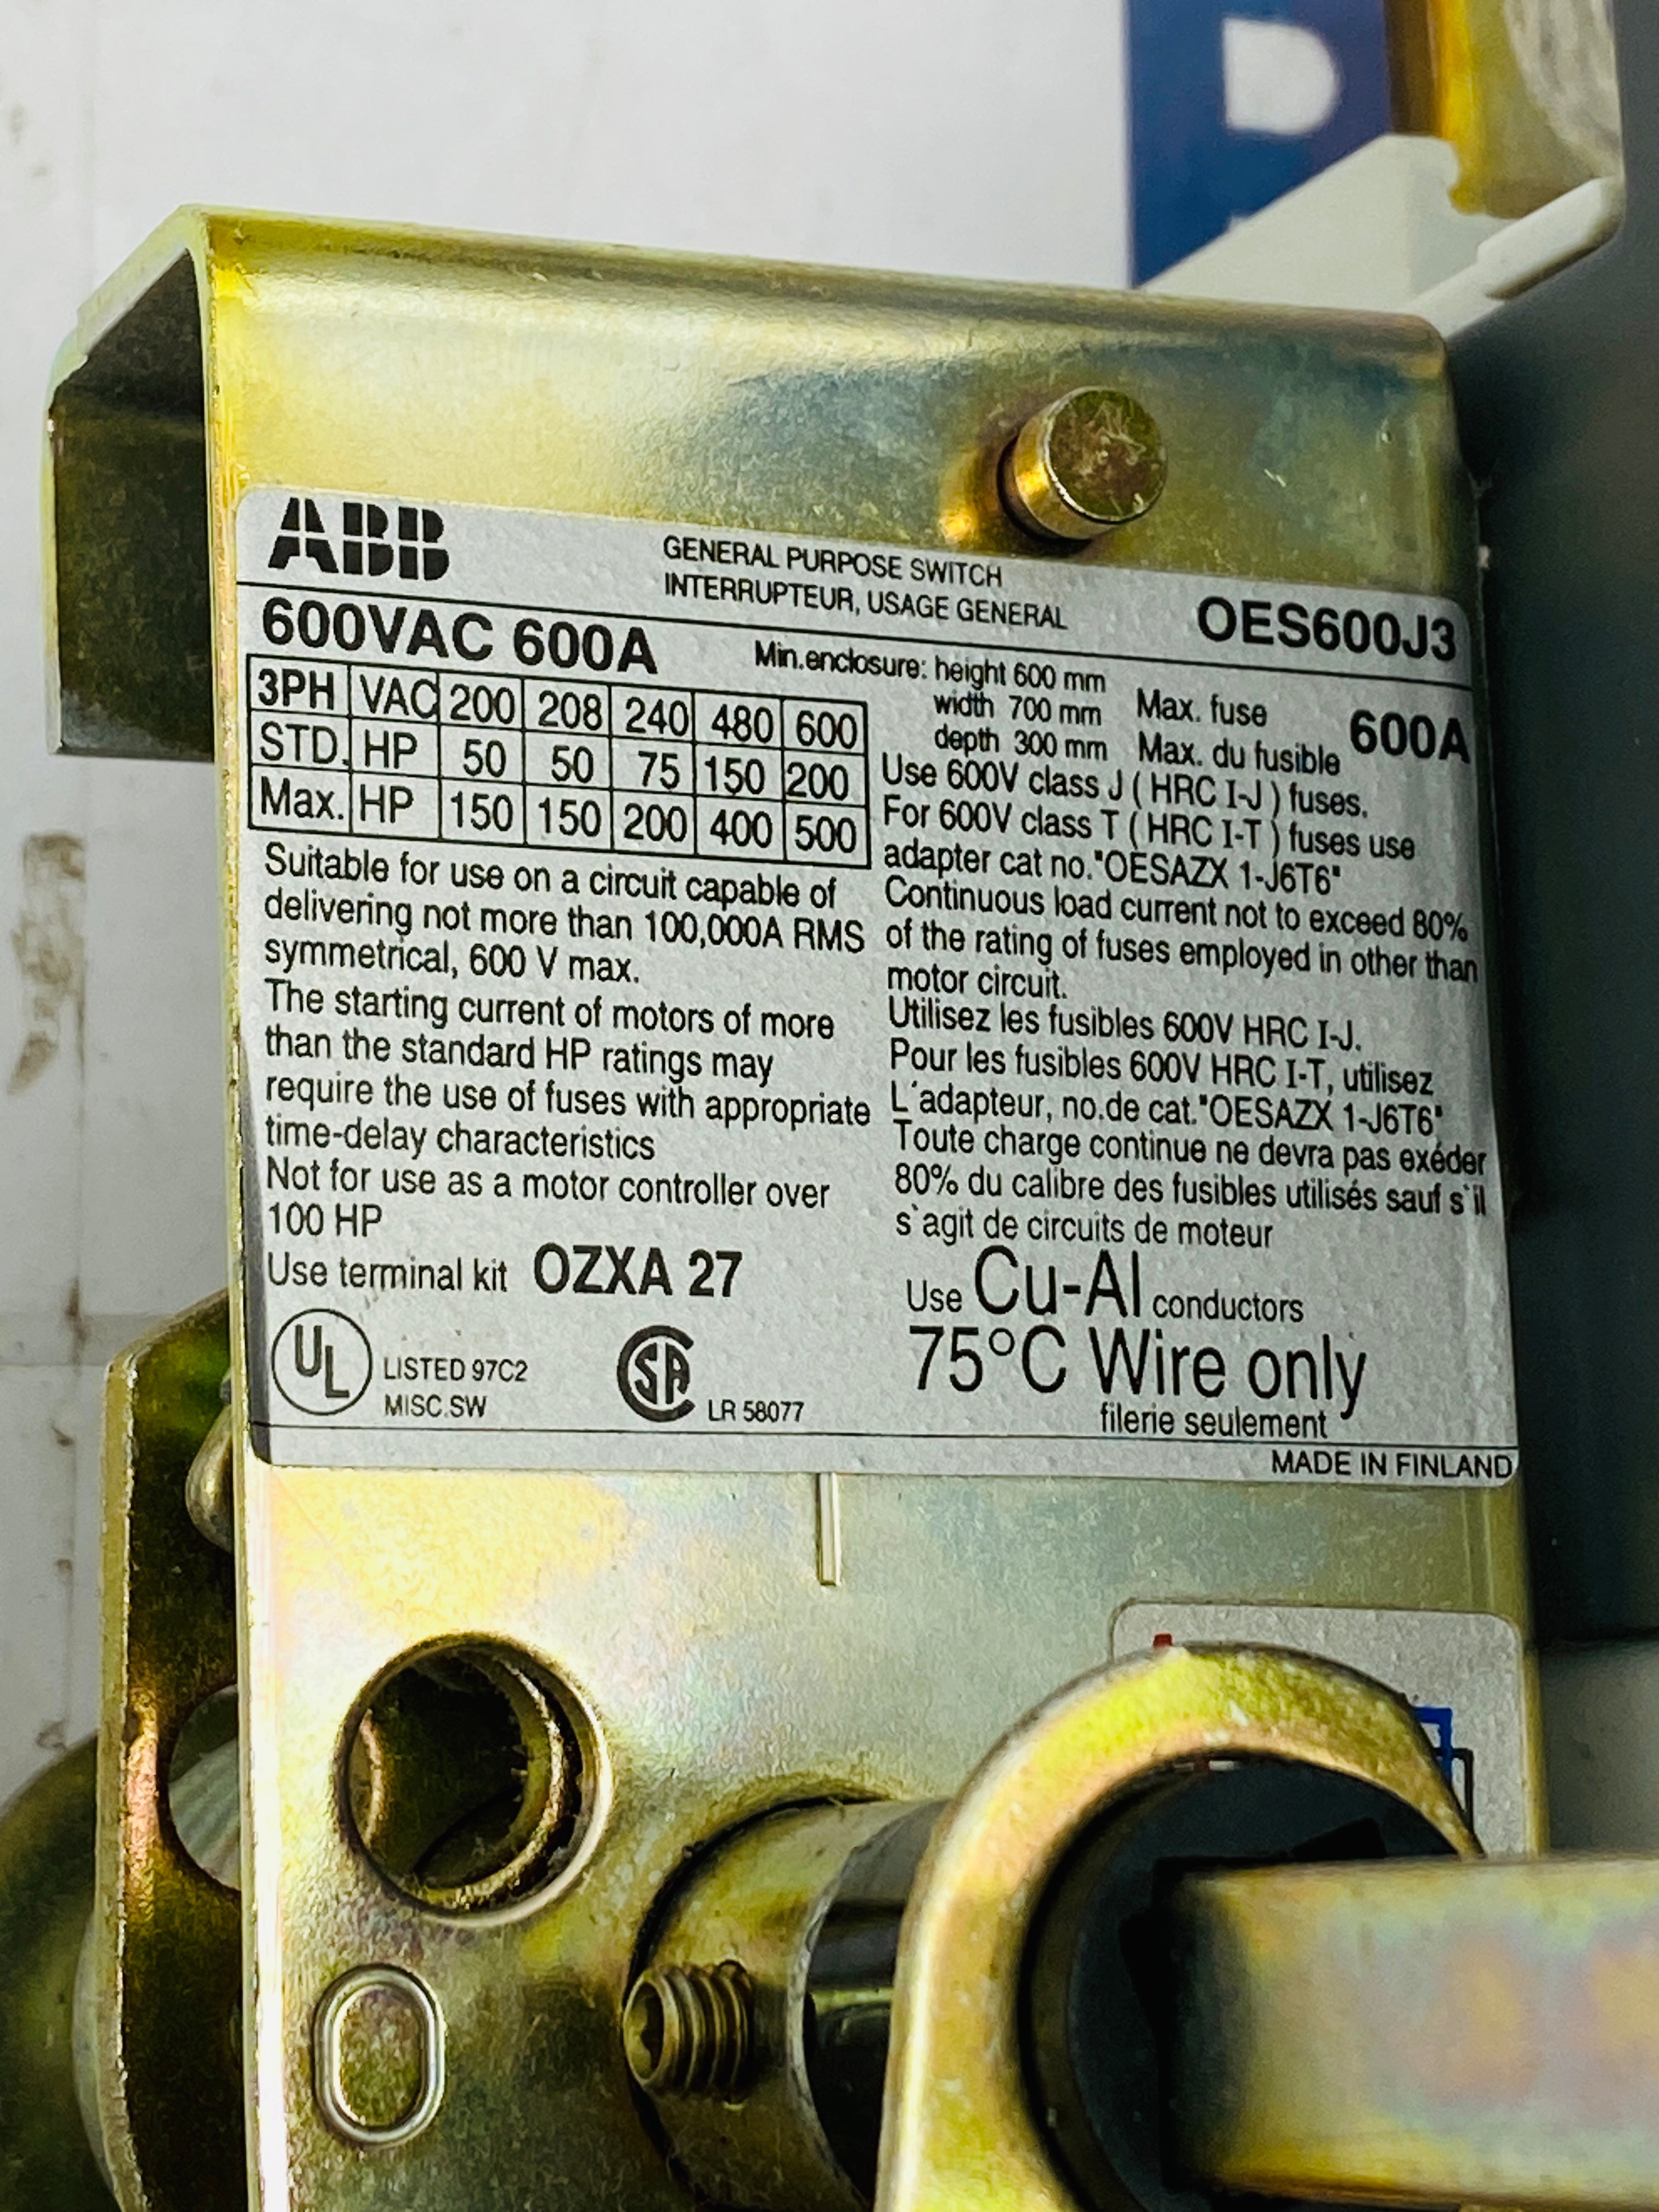 ABB
GENERAL PURPOSE SWITCH
INTERRUPTEUR, USAGE GENERAL
OES600J3
600VAC 600A
3PH VAC 200 208 240 480 600
STD. HP 50 50 75 150 200
Max. HP 150 150 200 400 500
Suitable for use on a circuit capable of
delivering not more than 100,000A RMS
symmetrical, 600 V max.
The starting current of motors of more
than the standard HP ratings may
require the use of fuses with appropriate
time-delay characteristics
Not for use as a motor controller over
100 HP
Use terminal kit OZXA 27
UL LISTED 97C2
MISC.SW
SA LR 58077
Min.enclosure: height 600 mm
width 700 mm
depth 300 mm
Max. fuse
Max. du fusible
600A
Use 600V class J ( HRC I-J ) fuses.
For 600V class T ( HRC I-T ) fuses use
adapter cat no."OESAZX 1-J6T6"
Continuous load current not to exceed 80%
of the rating of fuses employed in other than
motor circuit.
Utilisez les fusibles 600V HRC I-J.
Pour les fusibles 600V HRC I-T, utilisez
L´adapteur, no.de cat."OESAZX 1-J6T6"
Toute charge continue ne devra pas exéder
80% du calibre des fusibles utilisés sauf s`il
s`agit de circuits de moteur
Use Cu-Al conductors
75°C Wire only
filerie seulement
MADE IN FINLAND
O